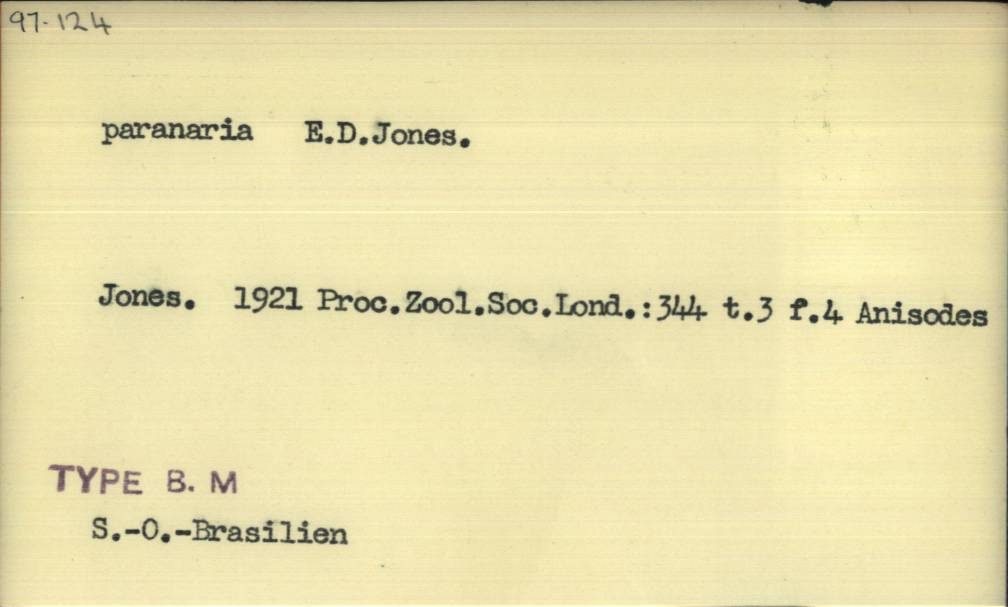 97-124
paranaria E.D.Jones.
Jones. 1921 Proc.Zool.Soc.Lond.:344 t.3 f.4 Anisodes
TYPE B. M
S.-O.-Brasilien